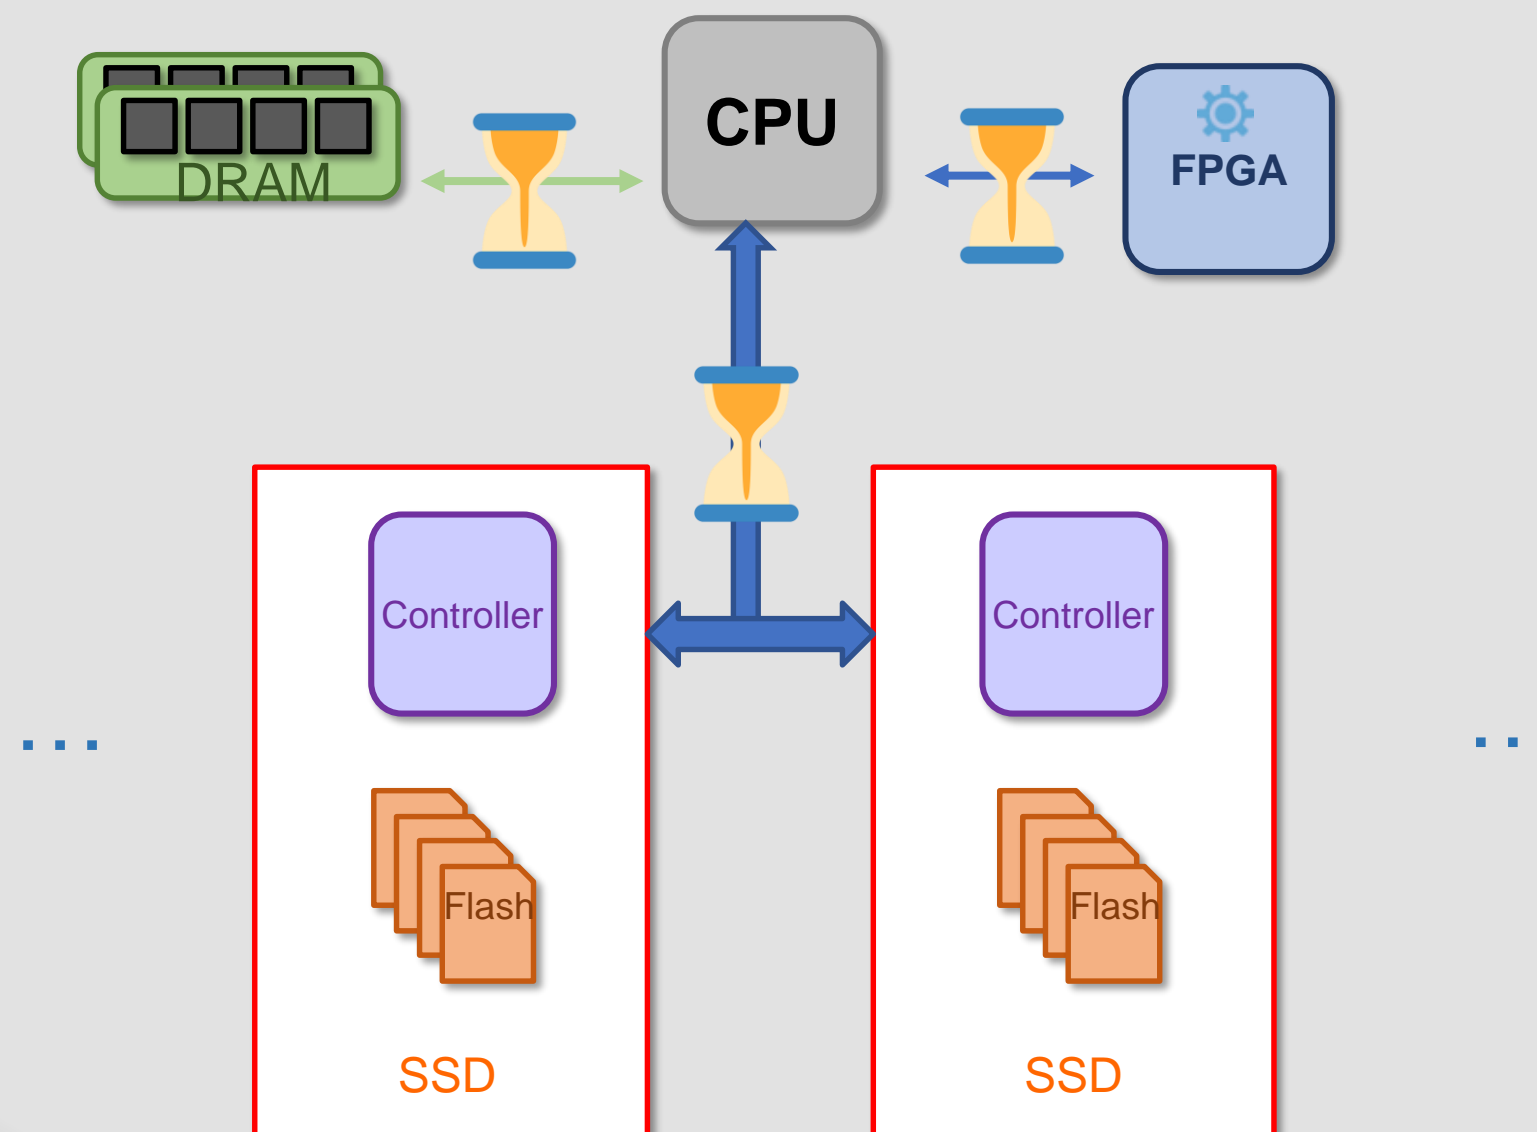 CPU
DRAM
FPGA
Controller
Controller
...
..
Flash
Flash
SSD
SSD